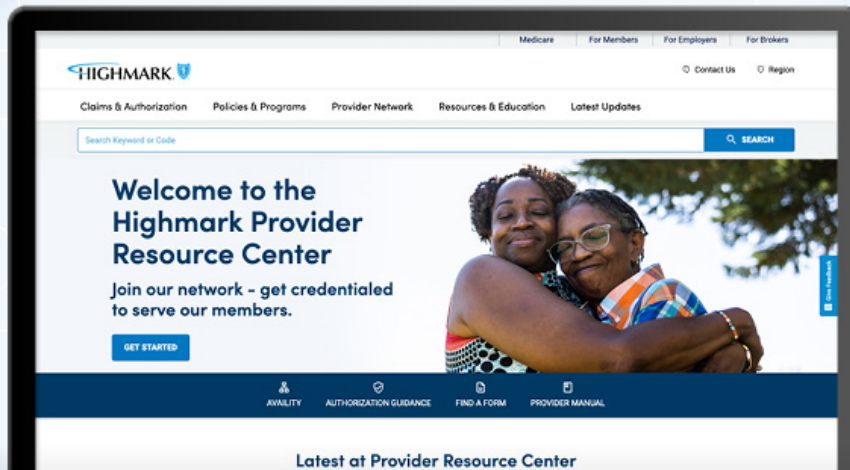 Medicare For Members For Employers For Brokers
HIGHMARK
Contact Us Region
Claims & Authorization Policies & Programs Provider Network Resources & Education Latest Updates
Search Keyword or Code SEARCH
Welcome to the
Highmark Provider
Resource Center
Join our network - get credentialed
to serve our members.
GET STARTED
Give Feedback
AVAILITY AUTHORIZATION GUIDANCE FIND A FORM PROVIDER MANUAL
Latest at Provider Resource Center